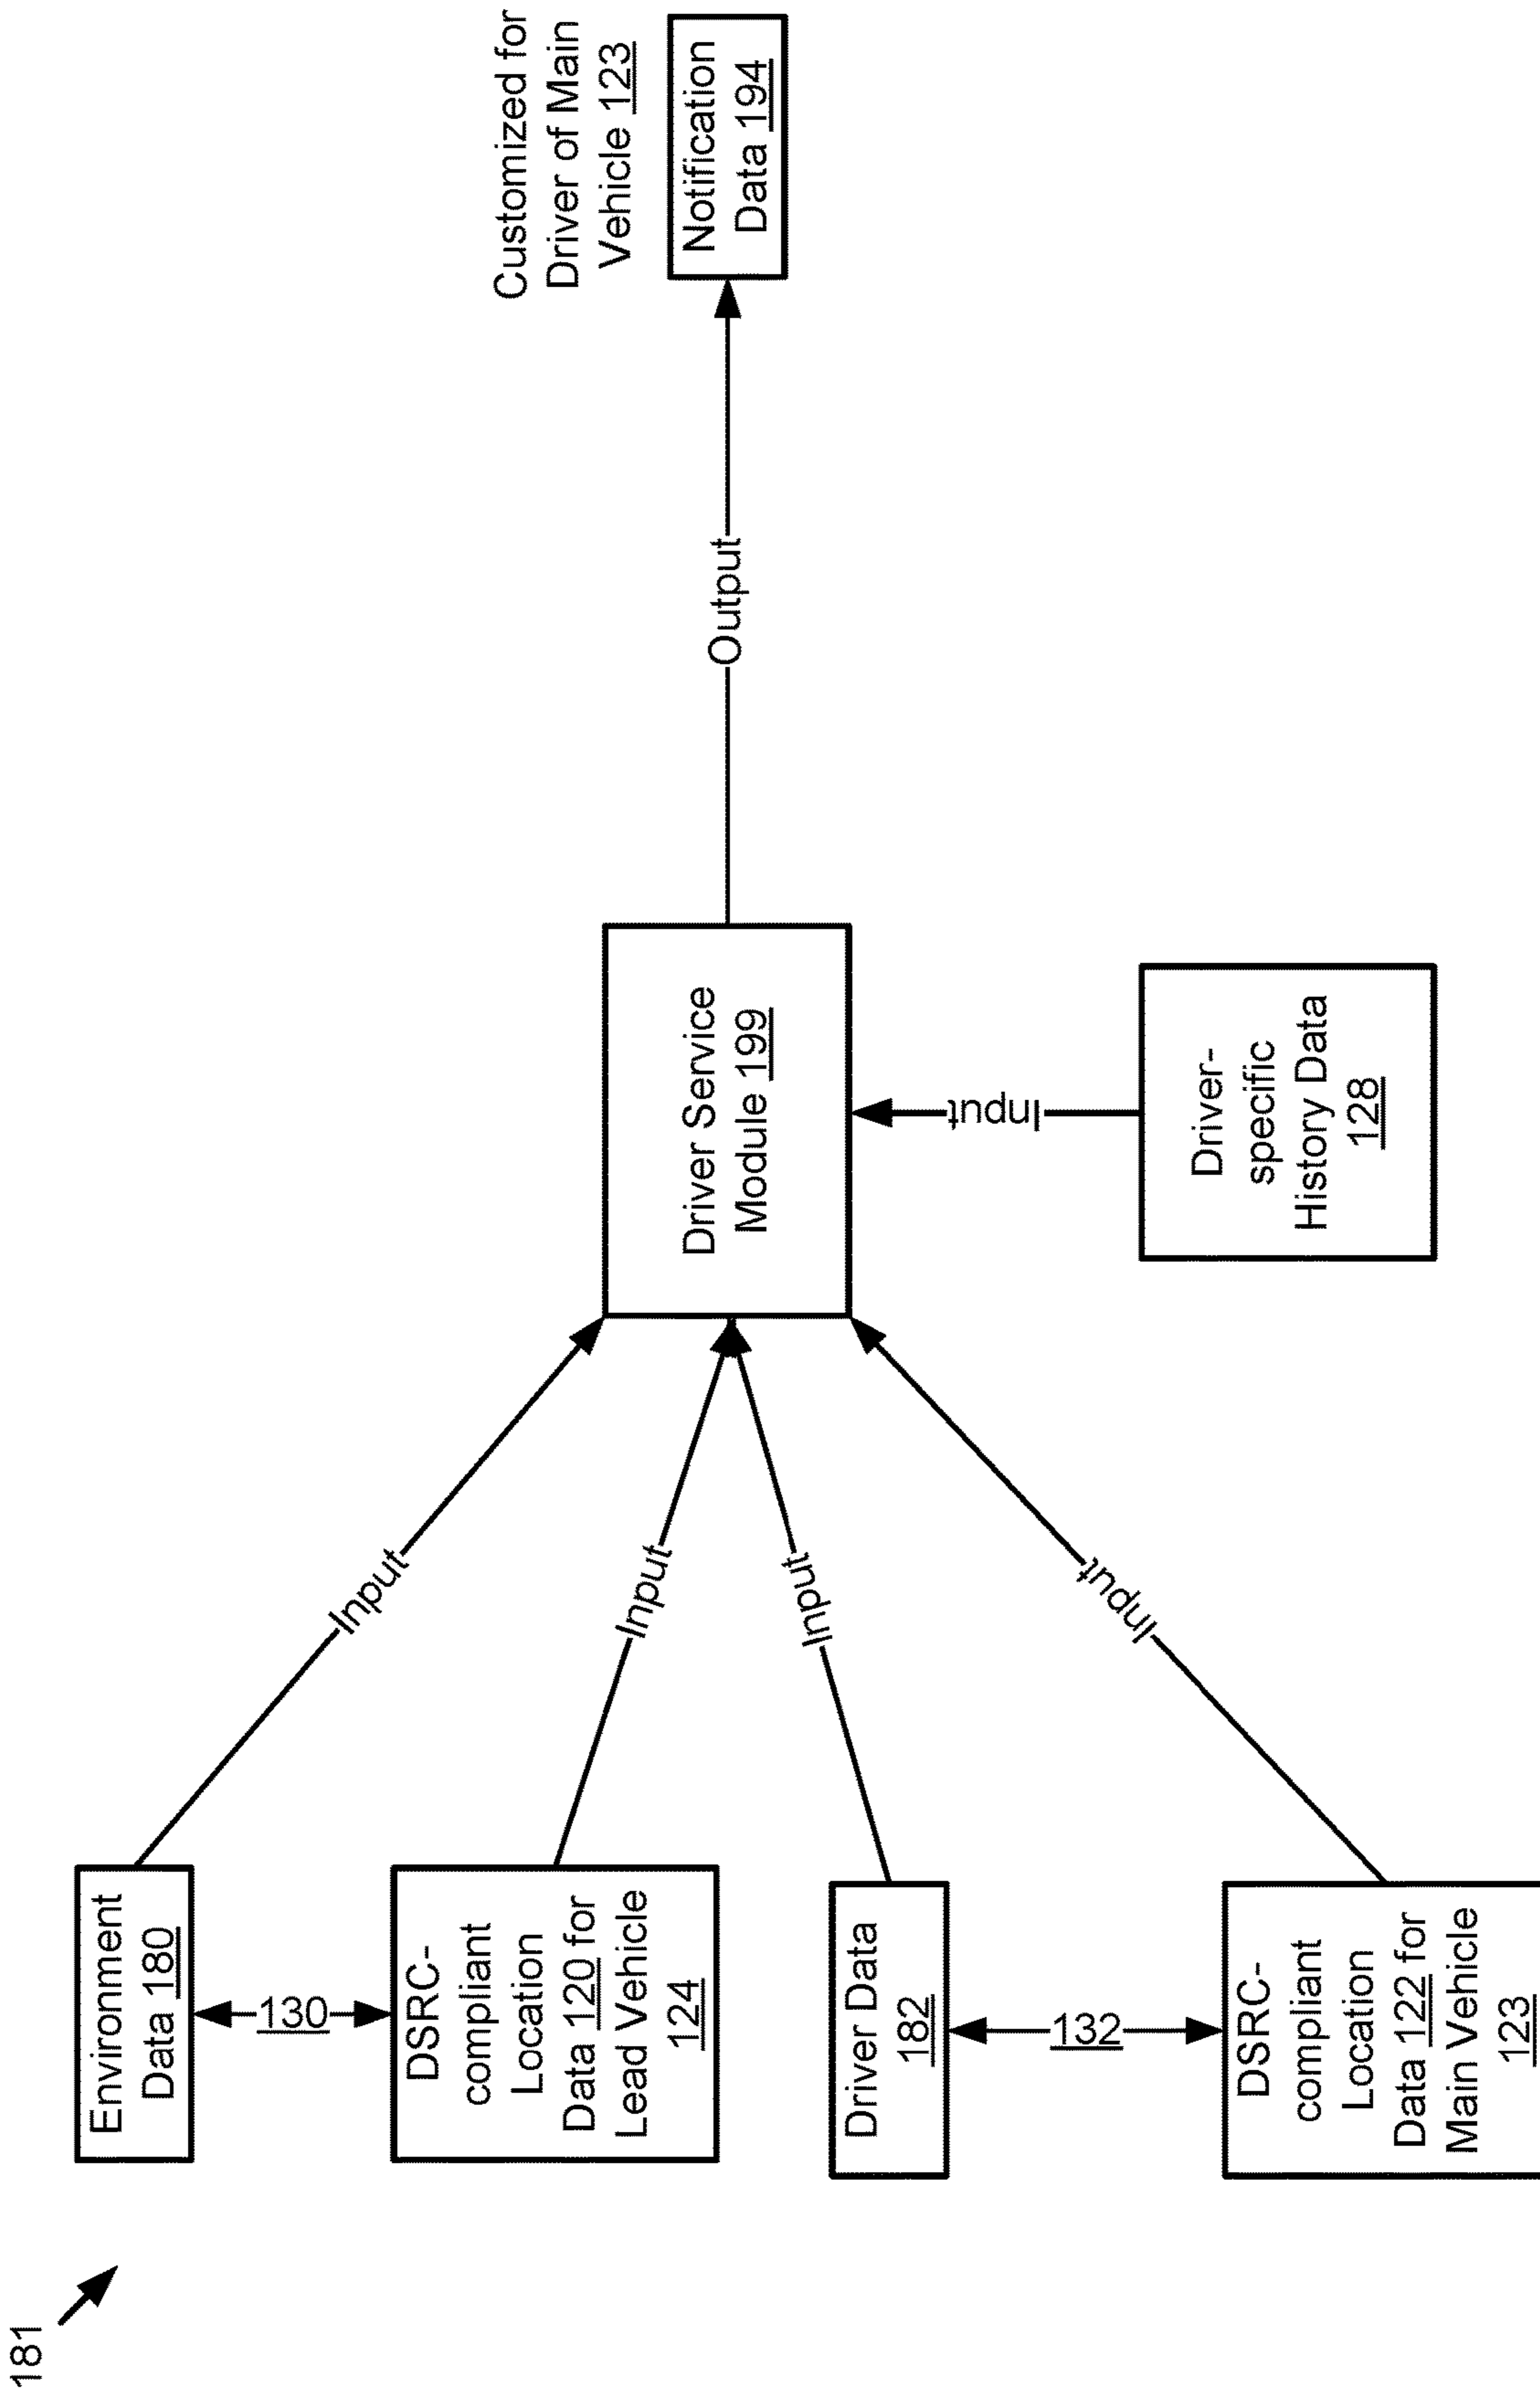 181
Environment
Data 180
130
DSRC-
compliant
Location
Data 120 for
Lead Vehicle
124
Driver Data
182
132
DSRC-
compliant
Location
Data 122 for
Main Vehicle
123
Input
Input
Input
Input
Driver Service
Module 199
Input
Driver-
specific
History Data
128
Output
Customized for
Driver of Main
Vehicle 123
Notification
Data 194